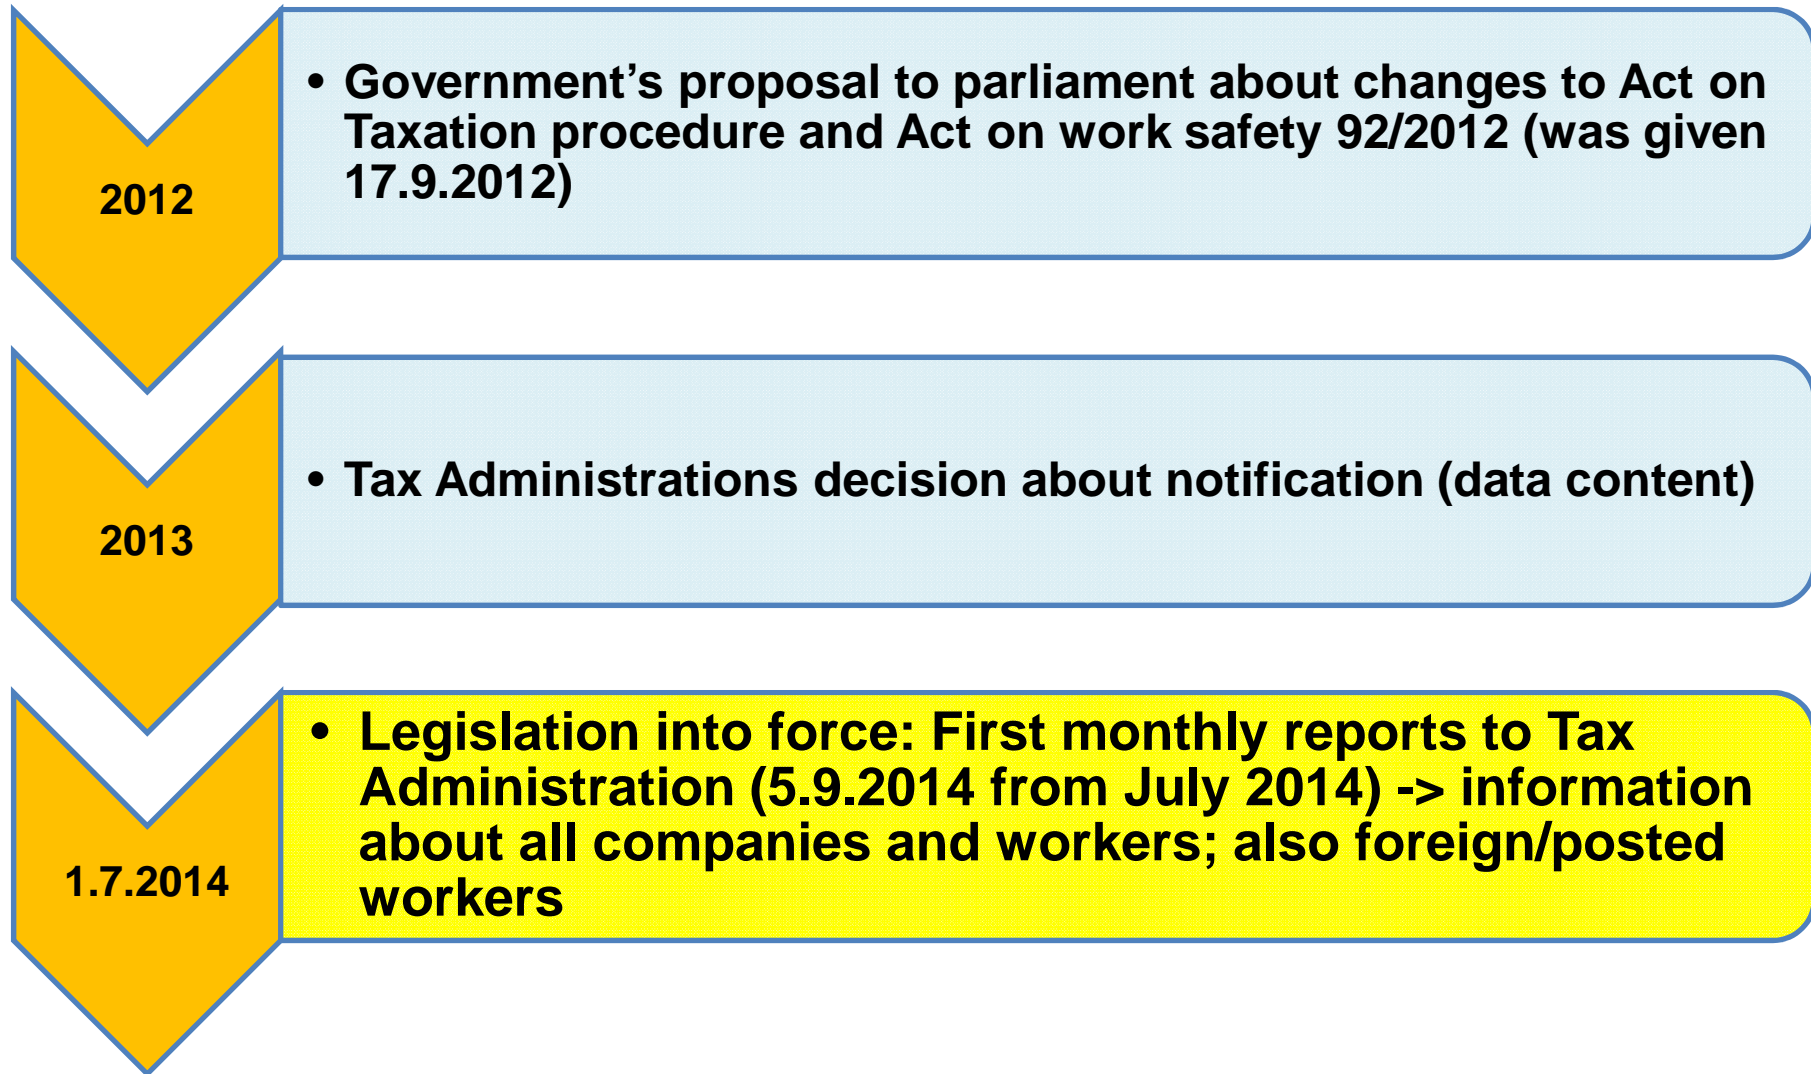 2012
• Government’s proposal to parliament about changes to Act on
Taxation procedure and Act on work safety 92/2012 (was given
17.9.2012)
2013
• Tax Administrations decision about notification (data content)
1.7.2014
• Legislation into force: First monthly reports to Tax
Administration (5.9.2014 from July 2014) -> information
about all companies and workers; also foreign/posted
workers